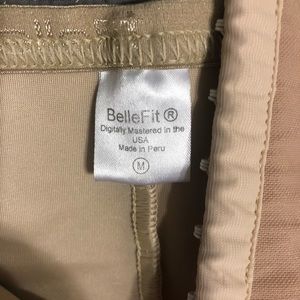 BelleFit®
Digitally Mastered in the
USA
Made in Peru
M